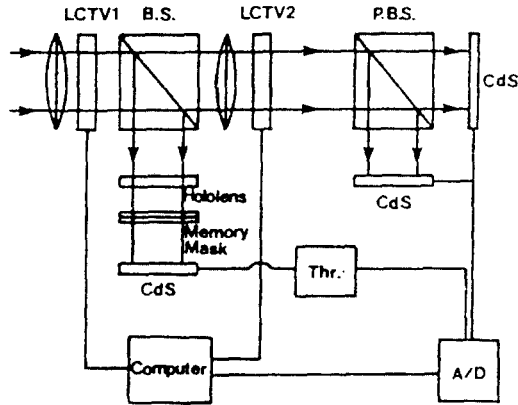 LCTV1 B.S. LCTV2 P.B.S.
CdS
Hololens
CdS
Memory
Mask
CdS
Thr.
Computer
A/D